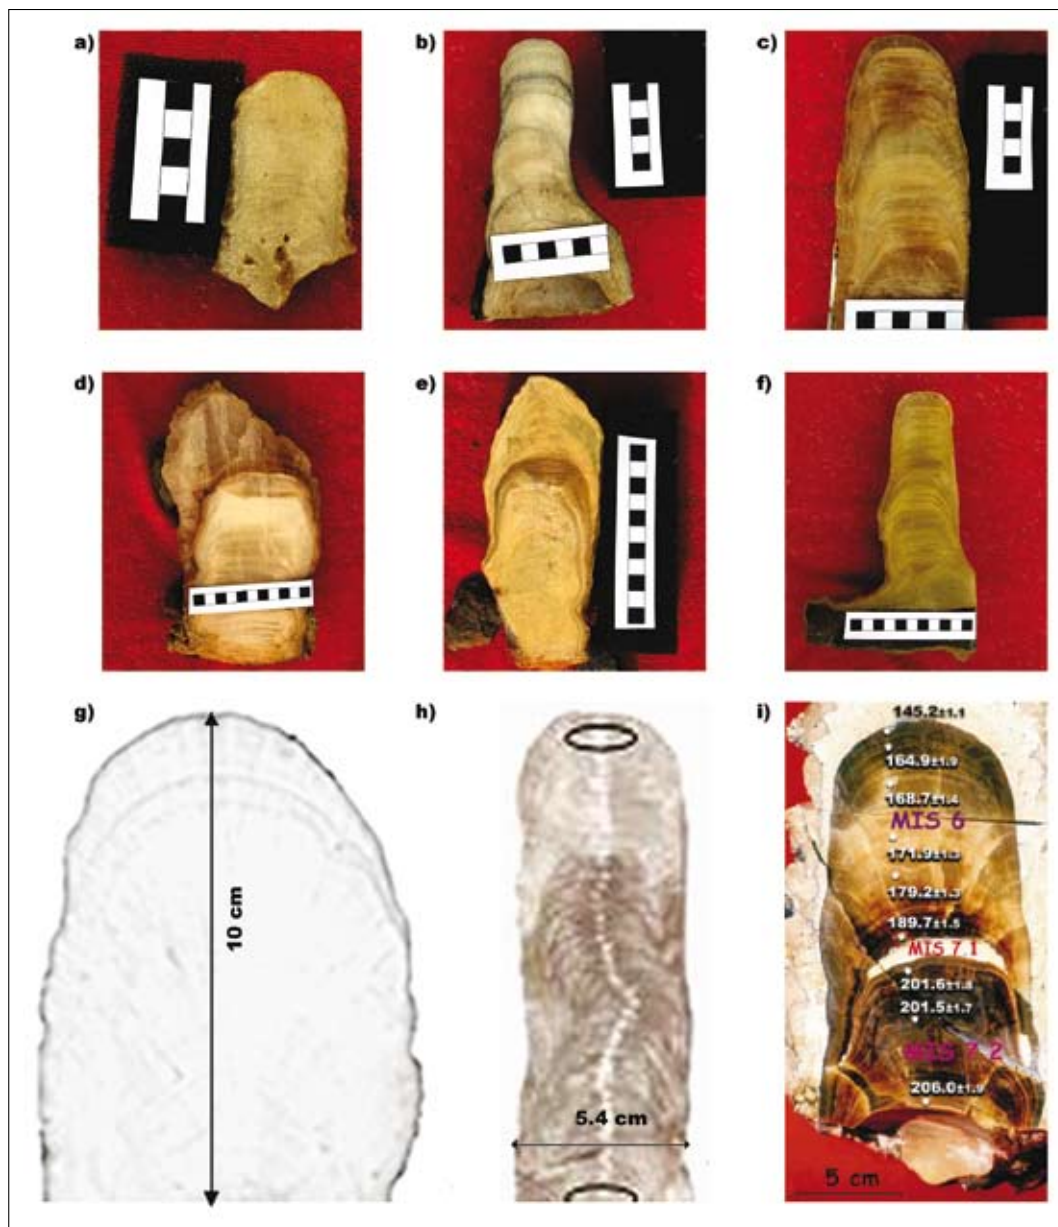 a)
b)
c)
d)
e)
f)
g)
10 cm
h)
5.4 cm
i)
145.2±1.1
164.9±1.9
168.7±1.4
MIS 6
171.9±1.3
179.2±1.3
189.7±1.5
MIS 7.1
201.6±1.8
201.5±1.7
MIS 7 2
206.0±1.9
5 cm